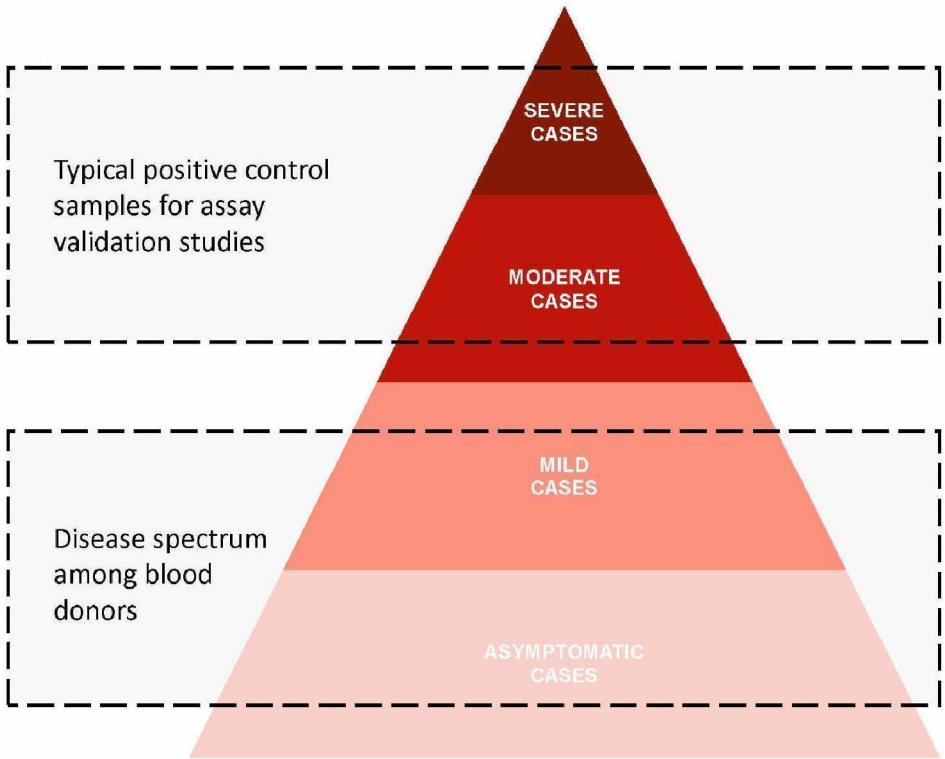 SEVERE
CASES
Typical positive control
samples for assay
validation studies
MODERATE
CASES
MILD
CASES
Disease spectrum
among blood
donors
ASYMPTOMATIC
CASES